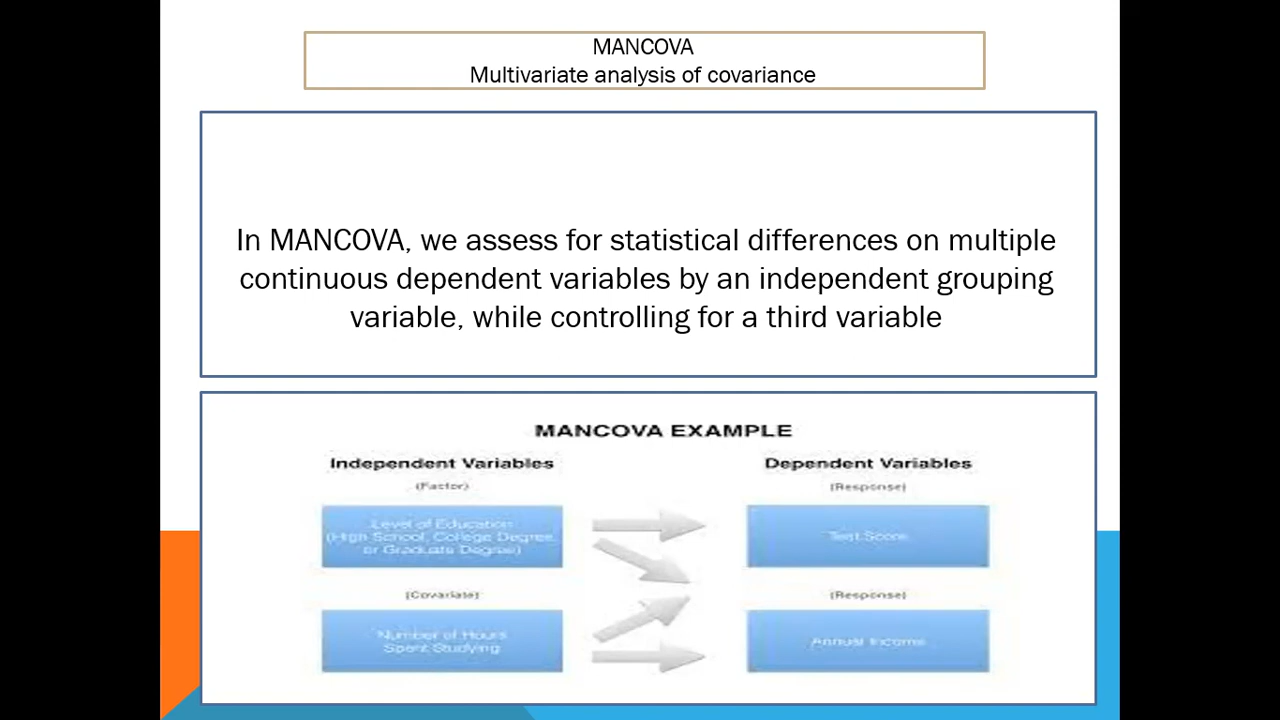 MANCOVA
Multivariate analysis of covariance
In MANCOVA, we assess for statistical differences on multiple
continuous dependent variables by an independent grouping
variable, while controlling for a third variable
MANCOVA EXAMPLE
Independent Variables
Dependent Variables
(Factor)
(Response)
Level of Education
(High School, College Degree,
or Graduate Degree)
Test Score
(Covariate)
(Response)
Number of Hours
Spent Studying
Annual Income